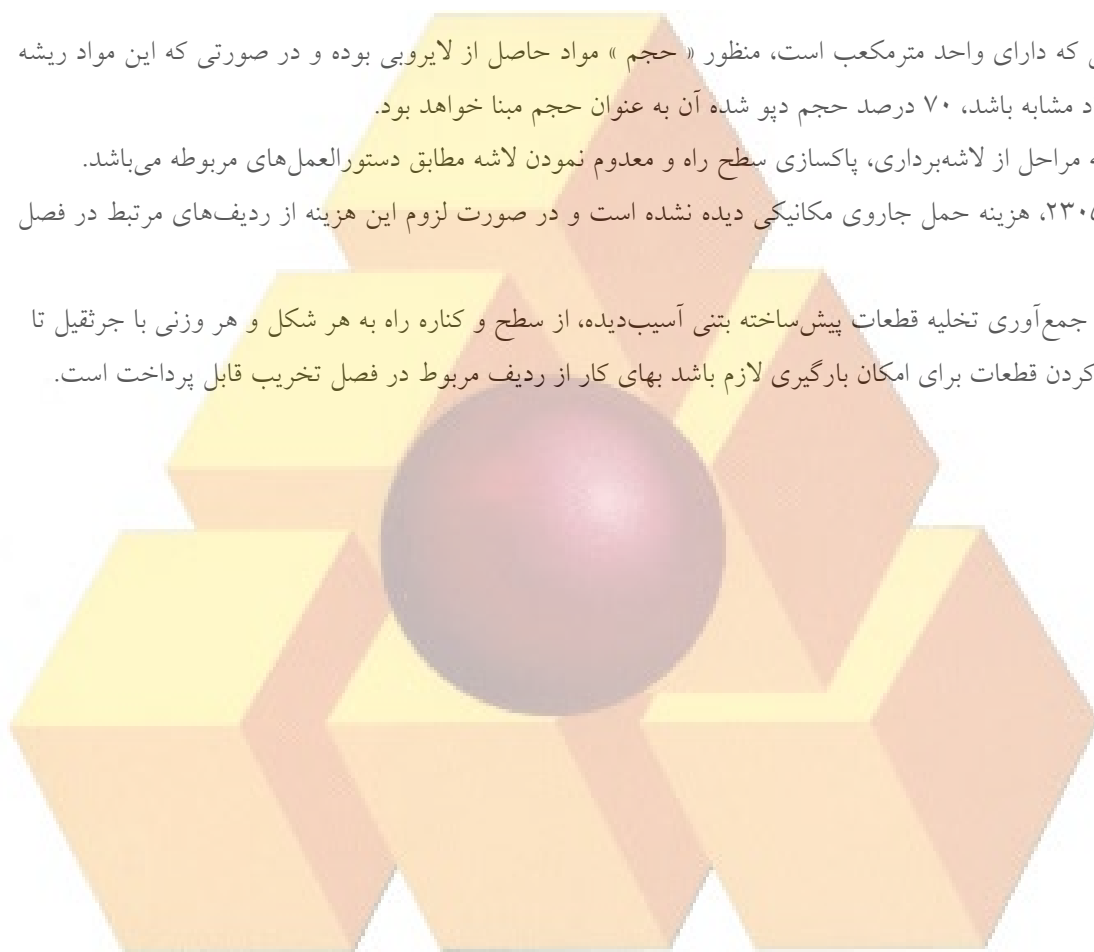 که دارای واحد مترمکعب است، منظور « حجم » مواد حاصل از لایروبی بوده و در صورتی که این مواد ریشه
مشابه باشد، ۷۰ درصد حجم دپو شده آن به عنوان حجم مبنا خواهد بود.
مراحل از لاشه‌برداری، پاکسازی سطح راه و معدوم نمودن لاشه مطابق دستورالعمل‌های مربوطه می‌باشد.
هزینه حمل جاروی مکانیکی دیده نشده است و در صورت لزوم این هزینه از ردیف‌های مرتبط در فصل
جمع‌آوری تخلیه قطعات پیش‌ساخته بتنی آسیب‌دیده، از سطح و کناره راه به هر شکل و هر وزنی با جرثقیل تا
کردن قطعات برای امکان بارگیری لازم باشد بهای کار از ردیف مربوط در فصل تخریب قابل پرداخت است.